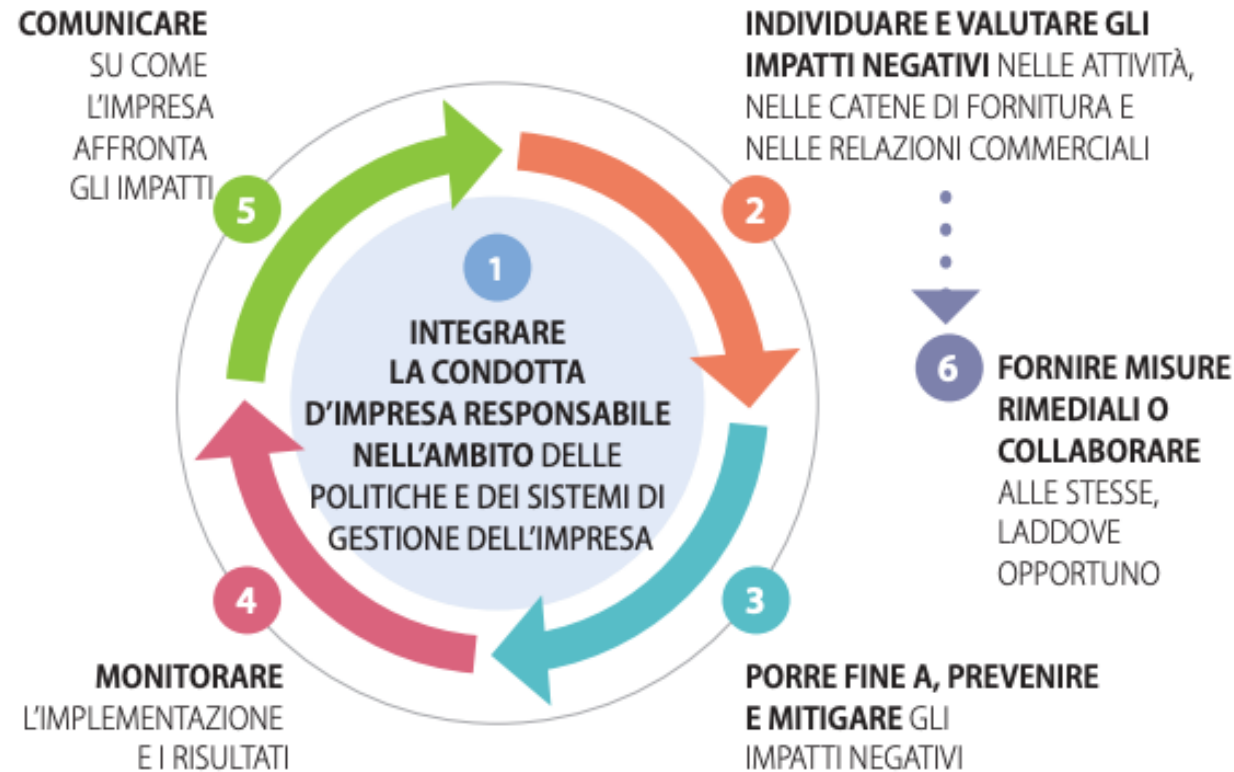 COMUNICARE
SU COME
L'IMPRESA
AFFRONTA
GLI IMPATTI
5
INDIVIDUARE E VALUTARE GLI
IMPATTI NEGATIVI NELLE ATTIVITÀ,
NELLE CATENE DI FORNITURA E
NELLE RELAZIONI COMMERCIALI
2
1
INTEGRARE
LA CONDOTTA
D'IMPRESA RESPONSABILE
NELL'AMBITO DELLE
POLITICHE E DEI SISTEMI DI
GESTIONE DELL'IMPRESA
6
FORNIRE MISURE
RIMEDIALI O
COLLABORARE
ALLE STESSE,
LADDOVE
OPPORTUNO
4
MONITORARE
L'IMPLEMENTAZIONE
E I RISULTATI
3
PORRE FINE A, PREVENIRE
E MITIGARE GLI
IMPATTI NEGATIVI